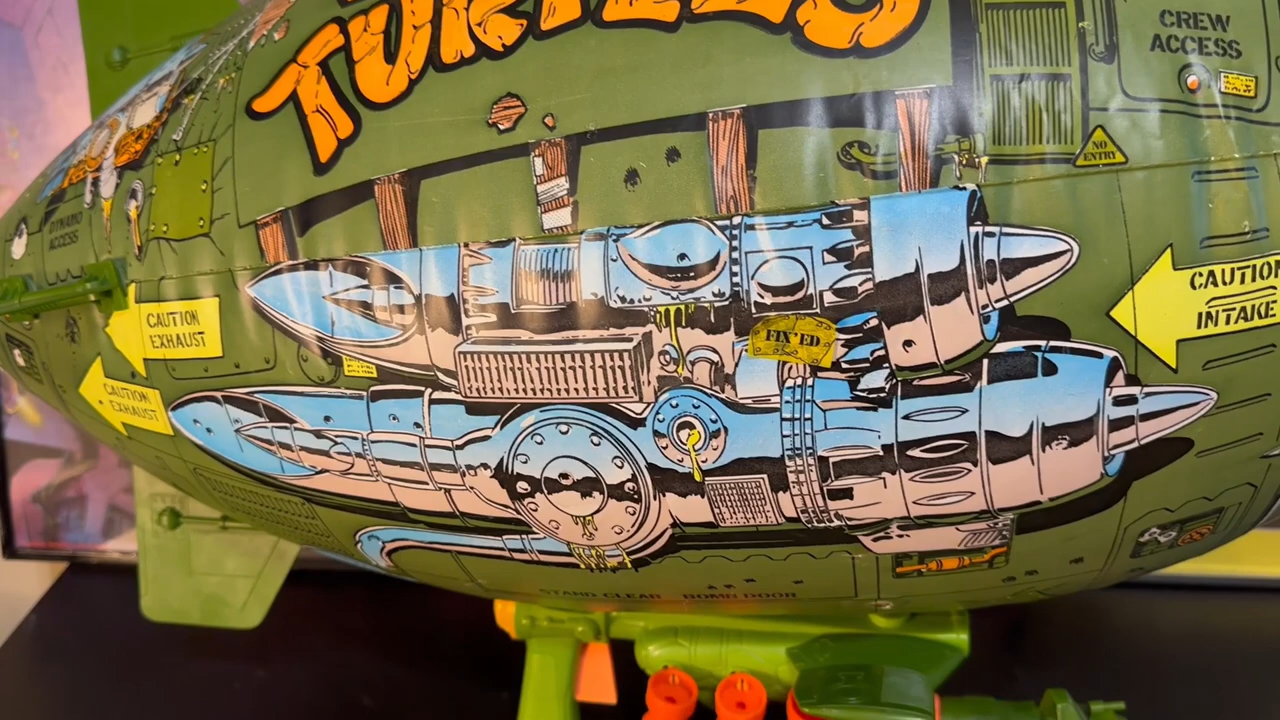 TURTLES
CREW
ACCESS
NO
ENTRY
DYNAMO
ACCESS
CAUTION
EXHAUST
CAUTION
EXHAUST
FIX'ED
CAUTION
INTAKE
STAND CLEAR BOMB DOOR